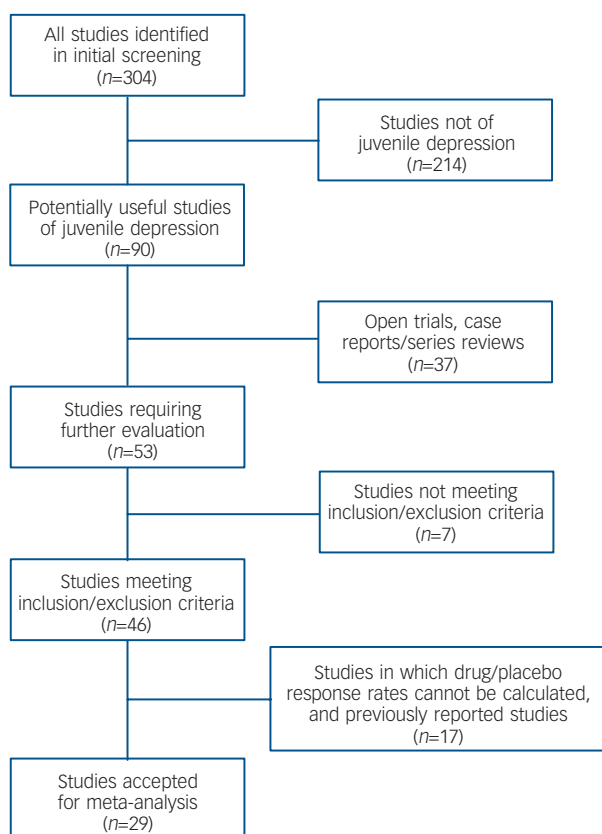 All studies identified
in initial screening
(n=304)
Studies not of
juvenile depression
(n=214)
Potentially useful studies
of juvenile depression
(n=90)
Open trials, case
reports/series reviews
(n=37)
Studies requiring
further evaluation
(n=53)
Studies not meeting
inclusion/exclusion criteria
(n=7)
Studies meeting
inclusion/exclusion criteria
(n=46)
Studies in which drug/placebo
response rates cannot be calculated,
and previously reported studies
(n=17)
Studies accepted
for meta-analysis
(n=29)